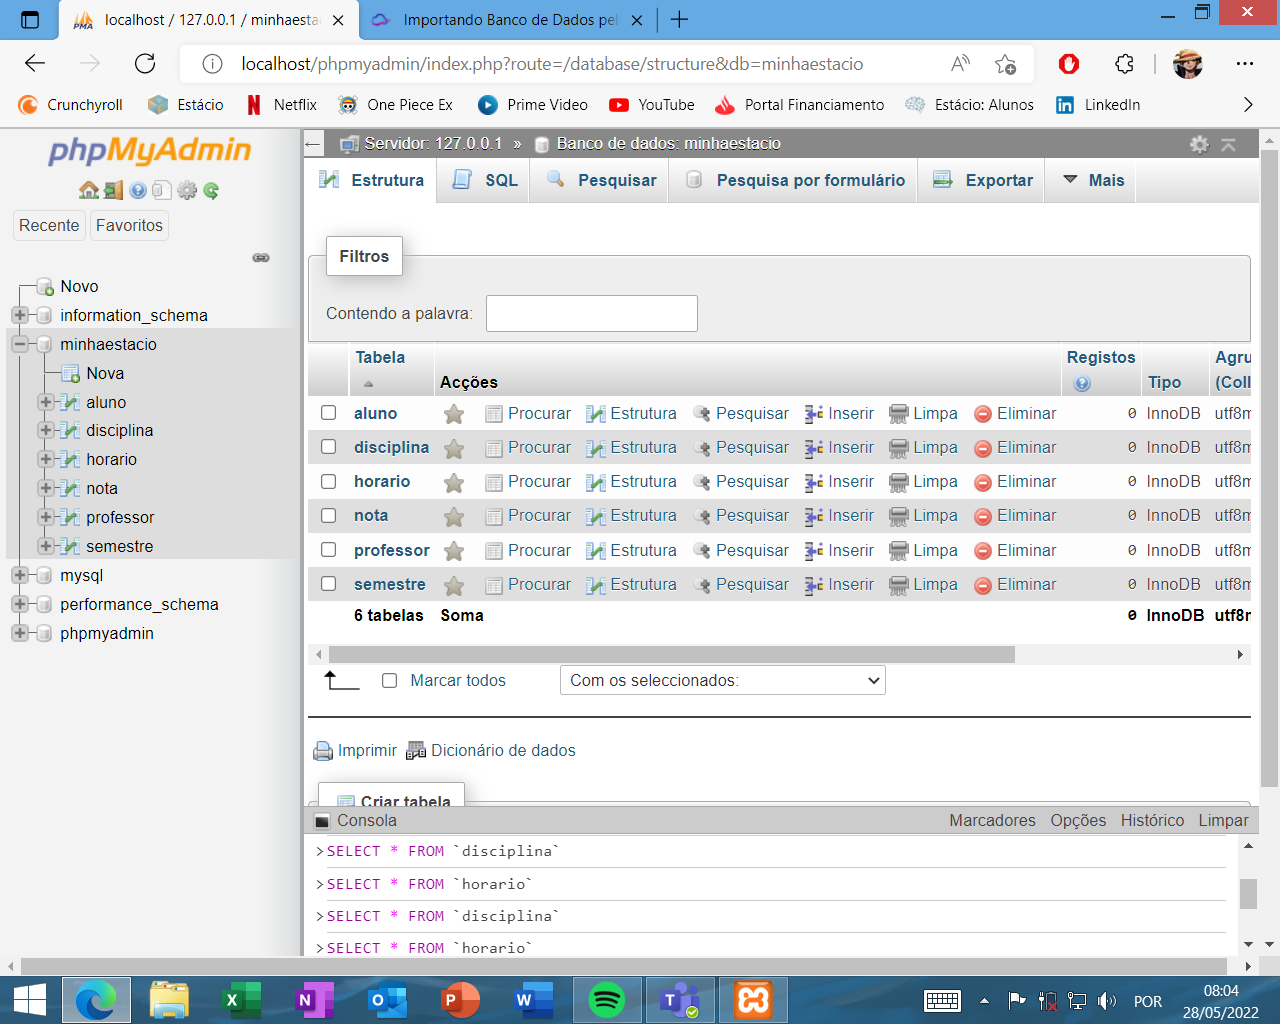 localhost / 127.0.0.1 / minhaesta
Importando Banco de Dados pel
localhost/phpmyadmin/index.php?route=/database/structure&db=minhaestacio
Crunchyroll
Estácio
Netflix
One Piece Ex
Prime Video
YouTube
Portal Financiamento
Estácio: Alunos
LinkedIn
phpMyAdmin
Recente
Favoritos
Novo
information_schema
minhaestacio
Nova
aluno
disciplina
horario
nota
professor
semestre
mysql
performance_schema
phpmyadmin
Servidor: 127.0.0.1 » Banco de dados: minhaestacio
Estrutura
SQL
Pesquisar
Pesquisa por formulário
Exportar
Mais
Filtros
Contendo a palavra:
Tabela Acções Registos Tipo Agru (Coll
aluno Procurar Estrutura Pesquisar Inserir Limpa Eliminar 0 InnoDB utf8m
disciplina Procurar Estrutura Pesquisar Inserir Limpa Eliminar 0 InnoDB utf8m
horario Procurar Estrutura Pesquisar Inserir Limpa Eliminar 0 InnoDB utf8m
nota Procurar Estrutura Pesquisar Inserir Limpa Eliminar 0 InnoDB utf8m
professor Procurar Estrutura Pesquisar Inserir Limpa Eliminar 0 InnoDB utf8m
semestre Procurar Estrutura Pesquisar Inserir Limpa Eliminar 0 InnoDB utf8m
6 tabelas Soma 0 InnoDB utf8m
Marcar todos
Com os seleccionados:
Imprimir
Dicionário de dados
Criar tabela
Consola
Marcadores Opções Histórico Limpar
>SELECT * FROM `disciplina`
>SELECT * FROM `horario`
>SELECT * FROM `disciplina`
>SELECT * FROM `horario`
POR
08:04
28/05/2022